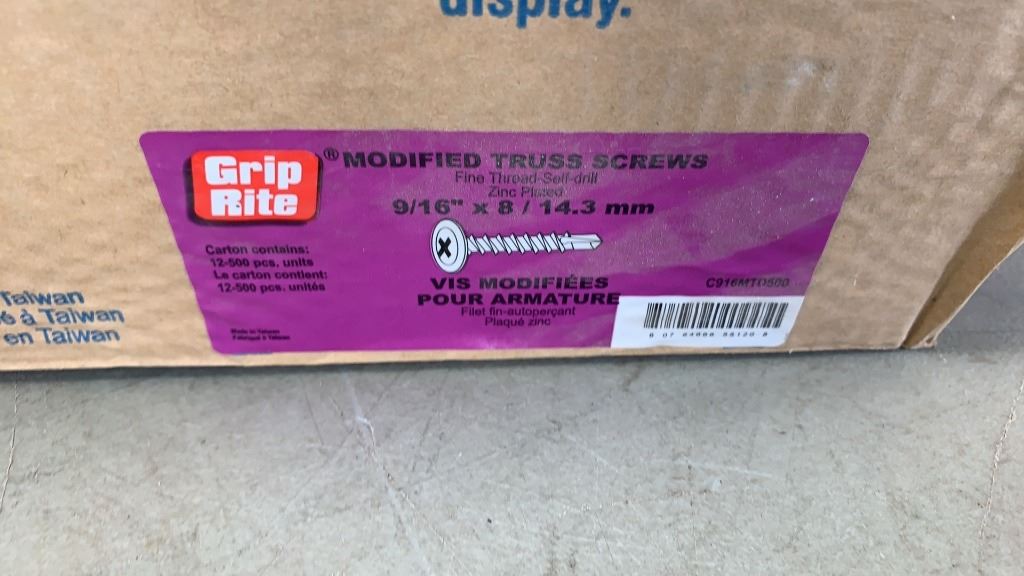 display.
Grip
Rite
® MODIFIED TRUSS SCREWS
Fine Thread-Self-drill
Zinc Plated
9/16" x 8 / 14.3 mm
Carton contains:
12-500 pcs. units
Le carton contient:
12-500 pcs. unités
VIS MODIFIÉES
POUR ARMATURE
Filet fin-autoperçant
Plaqué zinc
Made in Taiwan
Fabriqué à Taiwan
Taiwan
à Taiwan
en Taiwan